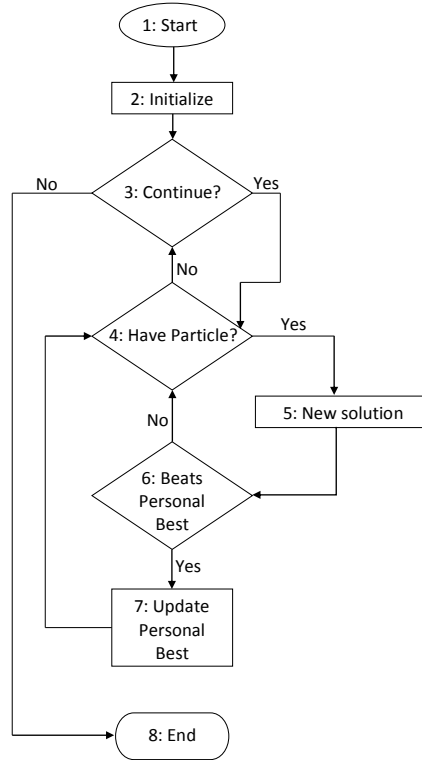 1: Start
2: Initialize
No
3: Continue?
Yes
No
4: Have Particle?
Yes
5: New solution
No
6: Beats
Personal
Best
Yes
7: Update
Personal
Best
8: End